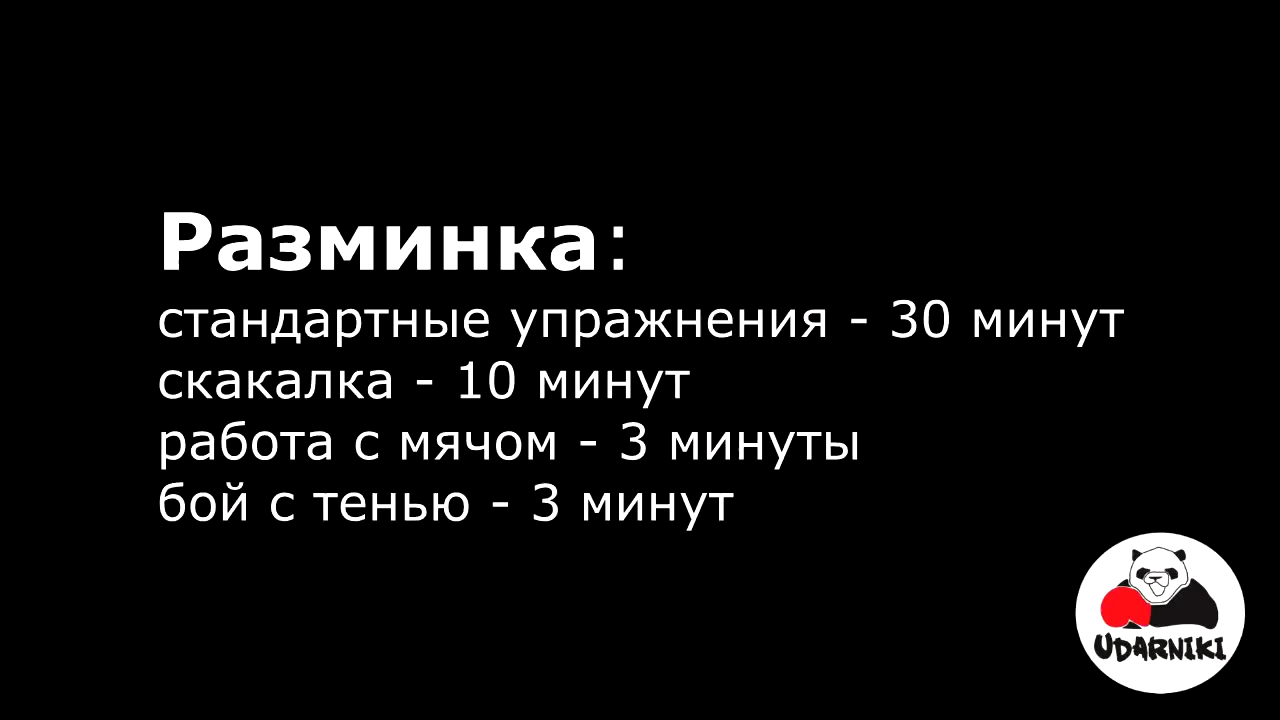 Разминка:
стандартные упражнения - 30 минут
скакалка - 10 минут
работа с мячом - 3 минуты
бой с тенью - 3 минут
UDARNIKI